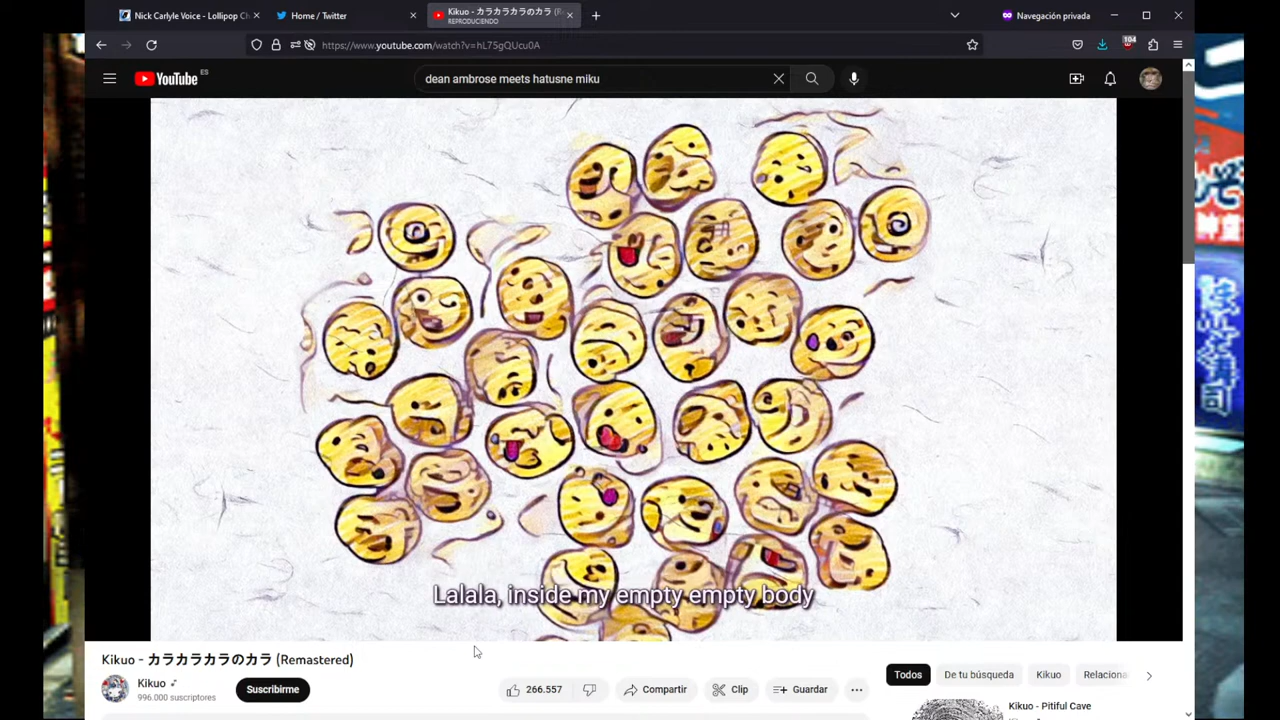 Nick Carlyle Voice - Lollipop Ch
Home / Twitter
Kikuo - カラカラカラのカラ (Re
REPRODUCIENDO
Navegación privada
https://www.youtube.com/watch?v=hL75gQUcu0A
104
YouTube ES
dean ambrose meets hatusne miku
Lalala, inside my empty empty body
Kikuo - カラカラカラのカラ (Remastered)
Kikuo
996.000 suscriptores
Suscribirme
266.557
Compartir
Clip
Guardar
Todos
De tu búsqueda
Kikuo
Relaciona
Kikuo - Pitiful Cave